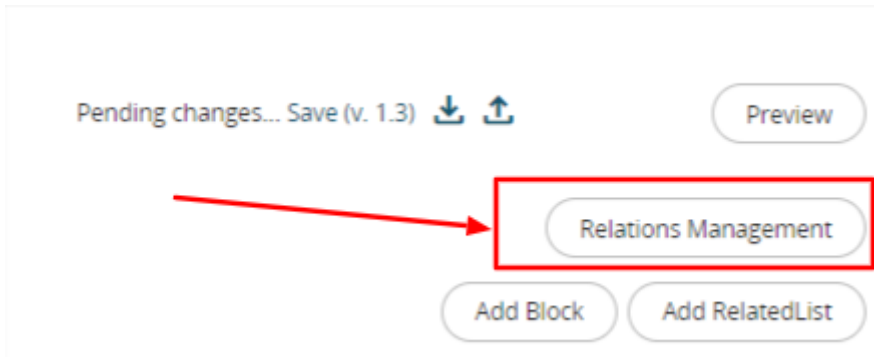 Pending changes... Save (v. 1.3) Preview
Relations Management
Add Block Add RelatedList